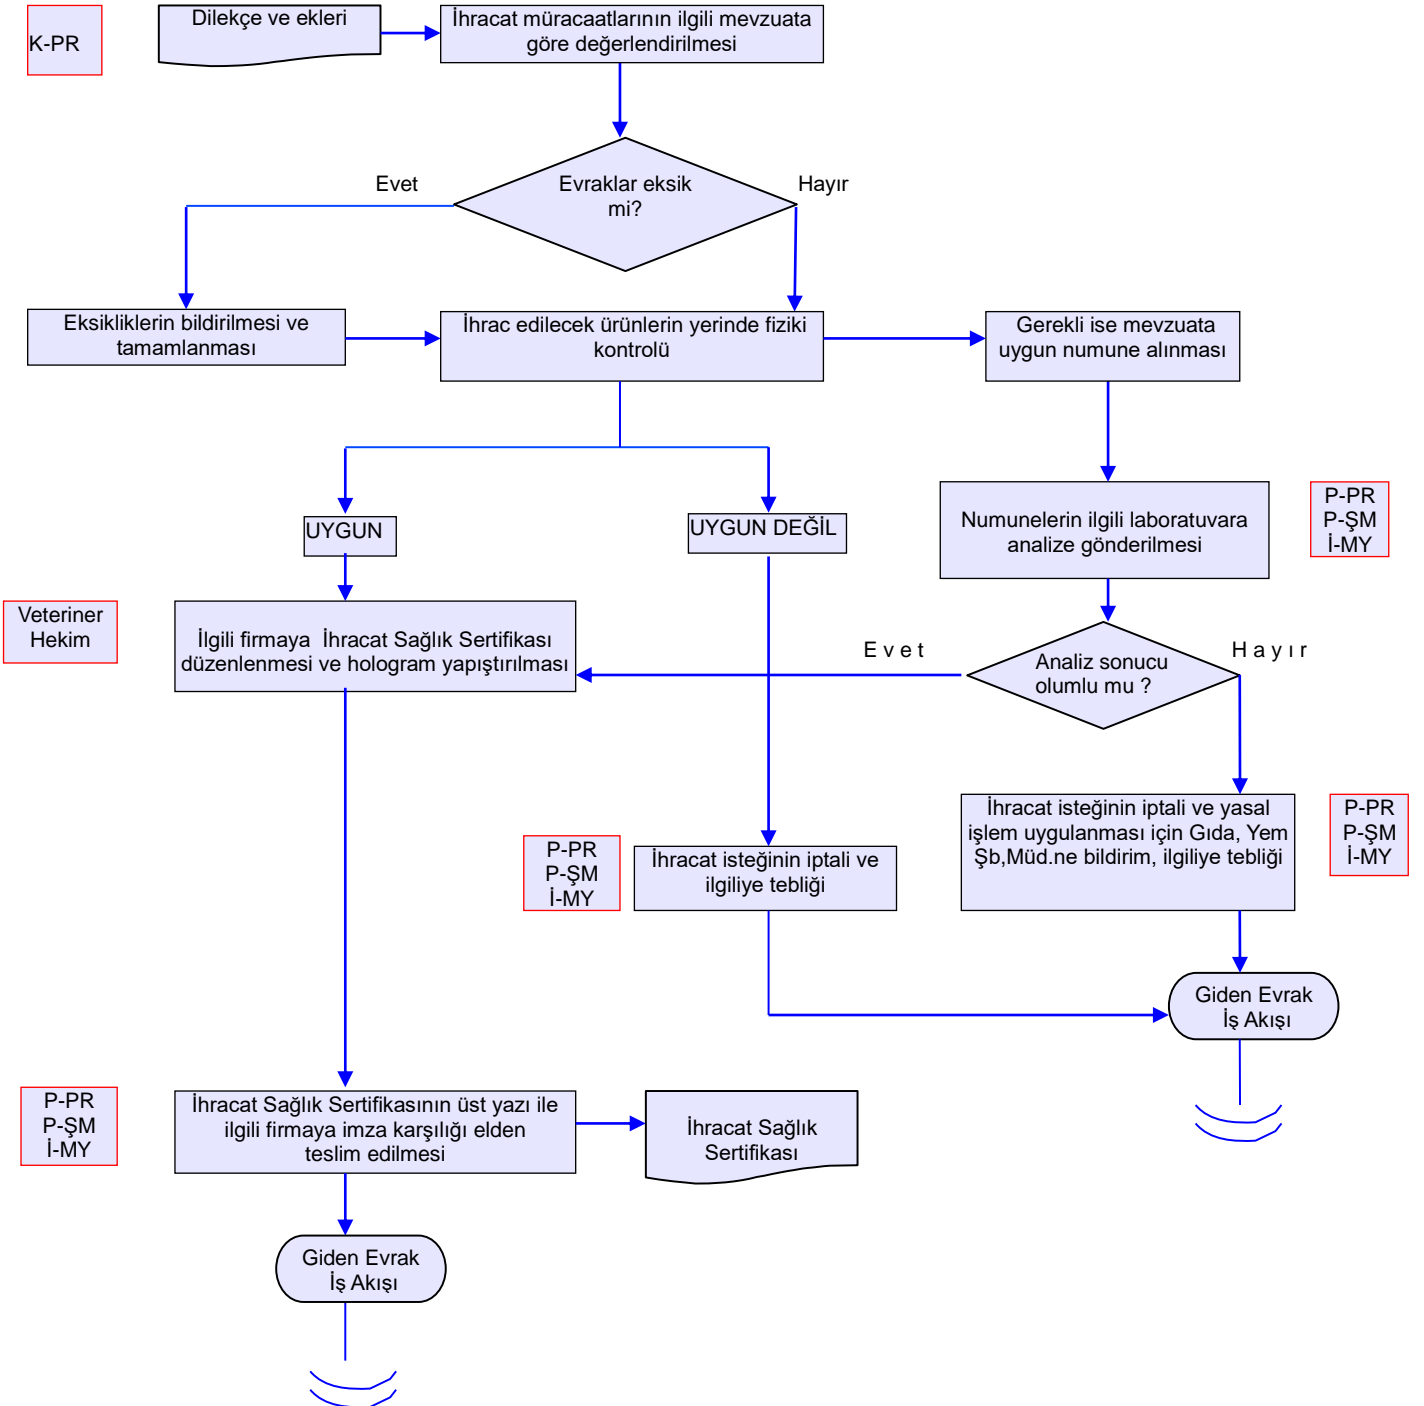 K-PR
Dilekçe ve ekleri
İhracat müracaatlarının ilgili mevzuata
göre değerlendirilmesi
Evet
Evraklar eksik
mi?
Hayır
Eksikliklerin bildirilmesi ve
tamamlanması
İhrac edilecek ürünlerin yerinde fiziki
kontrolü
Gerekli ise mevzuata
uygun numune alınması
UYGUN
UYGUN DEĞİL
Numunelerin ilgili laboratuvara
analize gönderilmesi
P-PR
P-ŞM
İ-MY
Veteriner
Hekim
İlgili firmaya  İhracat Sağlık Sertifikası
düzenlenmesi ve hologram yapıştırılması
E v e t
Analiz sonucu
olumlu mu ?
H a y ı r
P-PR
P-ŞM
İ-MY
İhracat isteğinin iptali ve
ilgiliye tebliği
İhracat isteğinin iptali ve yasal
işlem uygulanması için Gıda, Yem
Şb,Müd.ne bildirim, ilgiliye tebliği
P-PR
P-ŞM
İ-MY
Giden Evrak
İş Akışı
P-PR
P-ŞM
İ-MY
İhracat Sağlık Sertifikasının üst yazı ile
ilgili firmaya imza karşılığı elden
teslim edilmesi
İhracat Sağlık
Sertifikası
Giden Evrak
İş Akışı